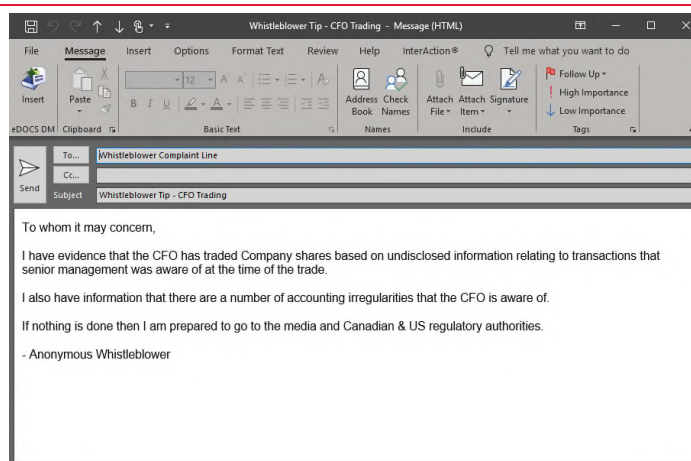 Whistleblower Tip - CFO Trading - Message (HTML)
File Message Insert Options Format Text Review Help InterAction® Tell me what you want to do
Insert
Paste
B I U
12
A A
A
Address Book
Check Names
Attach File
Attach Item
Signature
Follow Up
High Importance
Low Importance
eDOCS DM Clipboard Basic Text Names Include Tags
Send
To... Whistleblower Complaint Line
Cc...
Subject Whistleblower Tip - CFO Trading
To whom it may concern,
I have evidence that the CFO has traded Company shares based on undisclosed information relating to transactions that
senior management was aware of at the time of the trade.
I also have information that there are a number of accounting irregularities that the CFO is aware of.
If nothing is done then I am prepared to go to the media and Canadian & US regulatory authorities.
- Anonymous Whistleblower